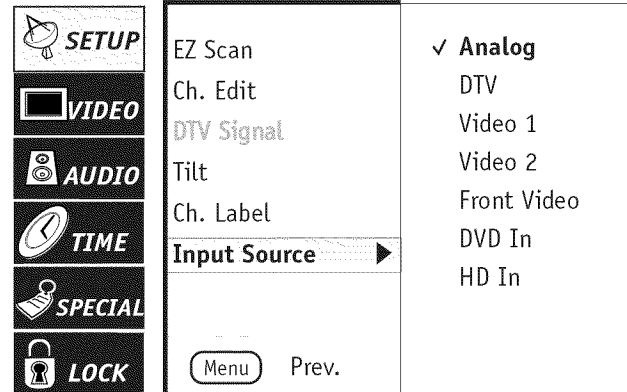 SETUP
VIDEO
AUDIO
TIME
SPECIAL
LOCK
EZ Scan
Ch. Edit
DTV Signal
Tilt
Ch. Label
Input Source
Menu Prev.
✓ Analog
DTV
Video 1
Video 2
Front Video
DVD In
HD In